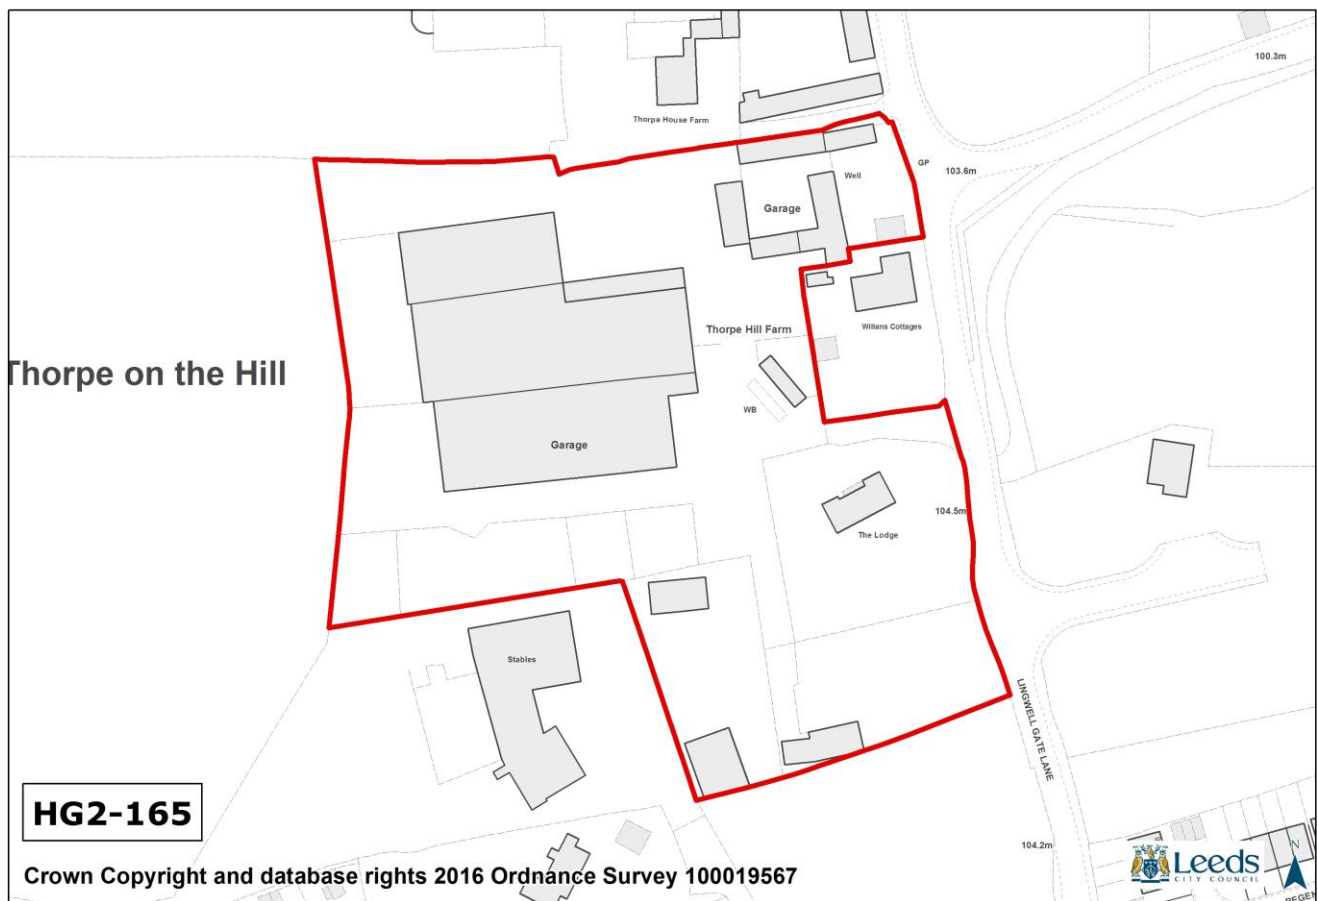 100.3m
Thorpe House Farm
GP
103.6m
Well
Garage
Willans Cottages
Thorpe Hill Farm
Thorpe on the Hill
WB
Garage
104.5m
The Lodge
Stables
LINGWELL GATE LANE
HG2-165
104.2m
Leeds
CITY COUNCIL
N
Crown Copyright and database rights 2016 Ordnance Survey 100019567